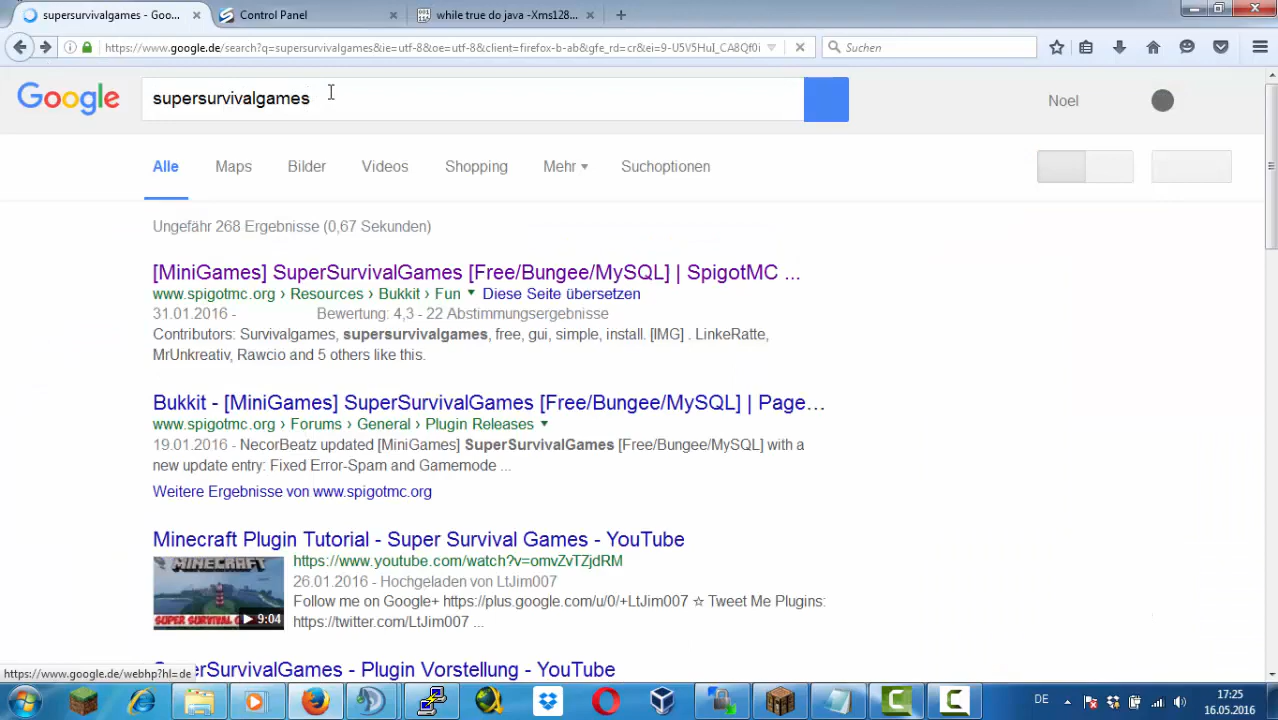 supersurvivalgames - Goo...
Control Panel
while true do java -Xms128...
https://www.google.de/search?q=supersurvivalgames&ie=utf-8&oe=utf-8&client=firefox-b-ab&gfe_rd=cr&ei=9-U5V5HuI_CA8Qf0i
Suchen
Google
supersurvivalgames
Noel
Alle
Maps
Bilder
Videos
Shopping
Mehr
Suchoptionen
Ungefähr 268 Ergebnisse (0,67 Sekunden)
[MiniGames] SuperSurvivalGames [Free/Bungee/MySQL] | SpigotMC ...
www.spigotmc.org › Resources › Bukkit › Fun Diese Seite übersetzen
31.01.2016 - Bewertung: 4,3 - 22 Abstimmungsergebnisse
Contributors: Survivalgames, supersurvivalgames, free, gui, simple, install. [IMG] . LinkeRatte,
MrUnkreativ, Rawcio and 5 others like this.
Bukkit - [MiniGames] SuperSurvivalGames [Free/Bungee/MySQL] | Page...
www.spigotmc.org › Forums › General › Plugin Releases
19.01.2016 - NecorBeatz updated [MiniGames] SuperSurvivalGames [Free/Bungee/MySQL] with a
new update entry: Fixed Error-Spam and Gamemode ...
Weitere Ergebnisse von www.spigotmc.org
Minecraft Plugin Tutorial - Super Survival Games - YouTube
MINECRAFT
SUPER SURVIVAL G
9:04
https://www.youtube.com/watch?v=omvZvTZjdRM
26.01.2016 - Hochgeladen von LtJim007
Follow me on Google+ https://plus.google.com/u/0/+LtJim007 ☆ Tweet Me Plugins:
https://twitter.com/LtJim007 ...
erSurvivalGames - Plugin Vorstellung - YouTube
https://www.google.de/webhp?hl=de
DE
17:25
16.05.2016